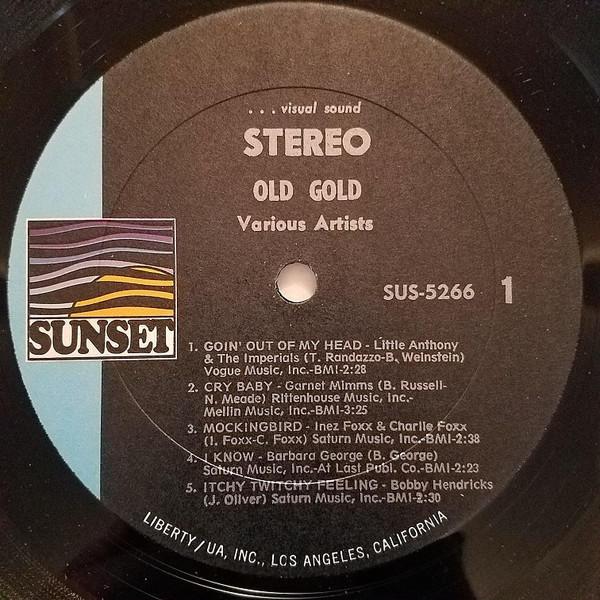 . . . visual sound
STEREO
OLD GOLD
Various Artists
SUS-5266 1
SUNSET
1. GOIN' OUT OF MY HEAD - Little Anthony
& The Imperials (T. Randazzo-B. Weinstein)
Vogue Music, Inc.-BMI-2:28
2. CRY BABY - Garnet Mimms (B. Russell-
N. Meade) Rittenhouse Music, Inc.-
Mellin Music, Inc.-BMI-3:25
3. MOCKINGBIRD - Inez Foxx & Charlie Foxx
(I. Foxx-C. Foxx) Saturn Music, Inc.-BMI-2:38
4. I KNOW - Barbara George (B. George)
Saturn Music, Inc.-At Last Publ. Co.-BMI-2:23
5. ITCHY TWITCHY FEELING - Bobby Hendricks
(J. Oliver) Saturn Music, Inc.-BMI-2:30
LIBERTY/UA, INC., LOS ANGELES, CALIFORNIA